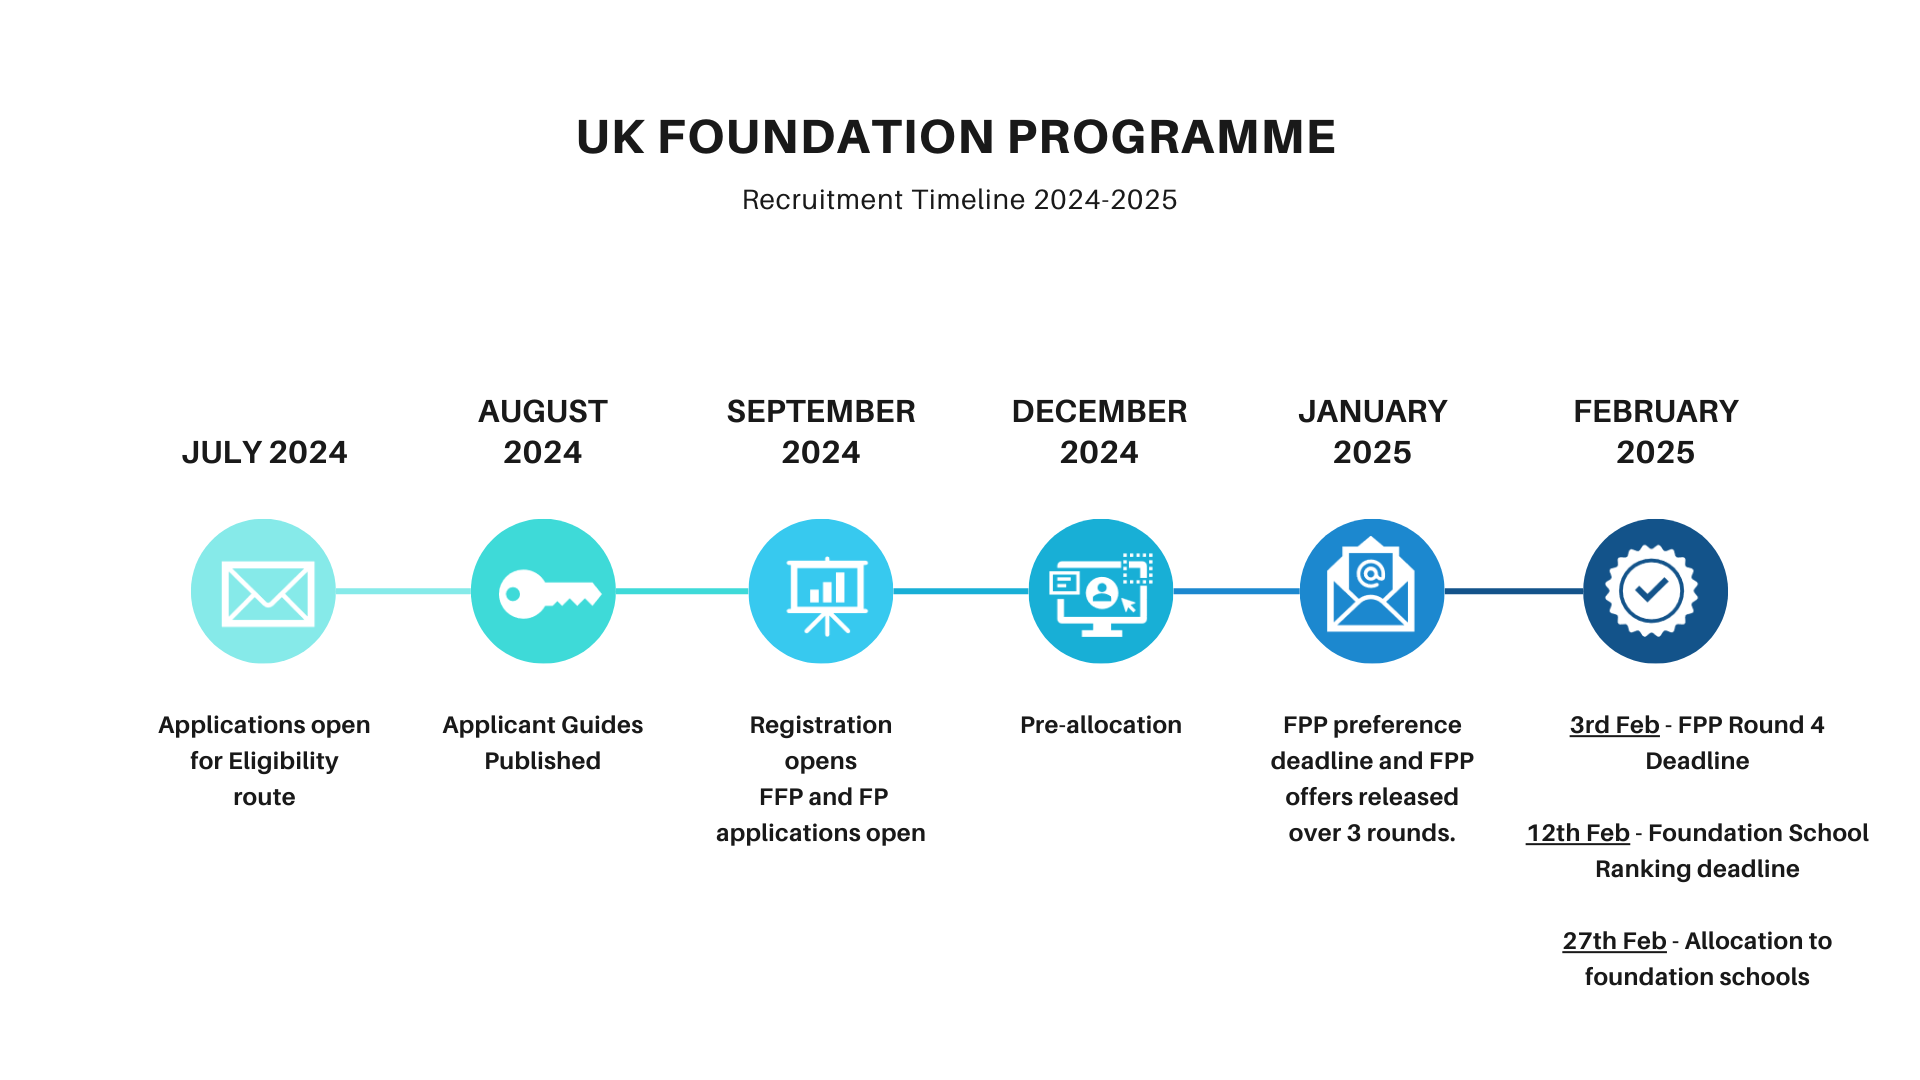 UK FOUNDATION PROGRAMME
Recruitment Timeline 2024-2025
JULY 2024
Applications open
for Eligibility
route
AUGUST
2024
Applicant Guides
Published
SEPTEMBER
2024
Registration
opens
FFP and FP
applications open
DECEMBER
2024
Pre-allocation
JANUARY
2025
FPP preference
deadline and FPP
offers released
over 3 rounds.
FEBRUARY
2025
3rd Feb - FPP Round 4
Deadline
12th Feb - Foundation School
Ranking deadline
27th Feb - Allocation to
foundation schools